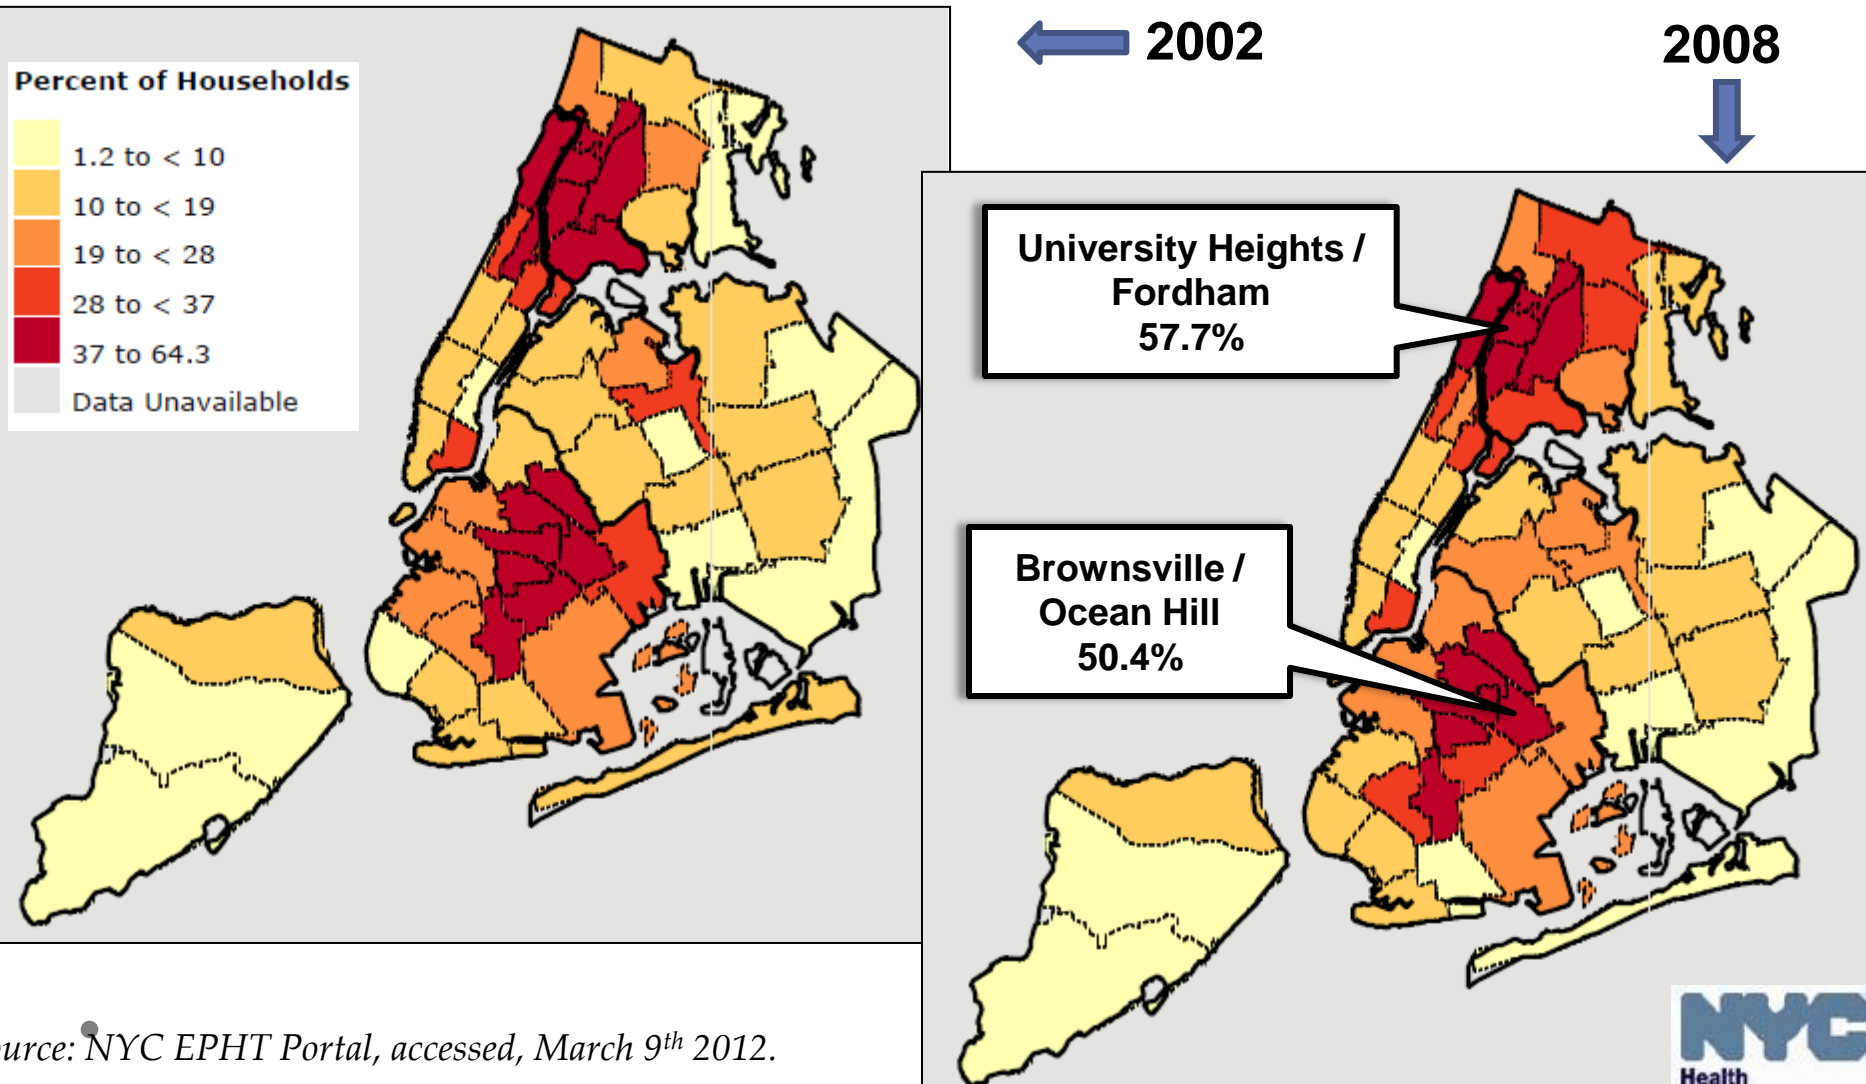 2002
2008
Percent of Households
1.2 to < 10
10 to < 19
19 to < 28
28 to < 37
37 to 64.3
Data Unavailable
University Heights /
Fordham
57.7%
Brownsville /
Ocean Hill
50.4%
ource: NYC EPHT Portal, accessed, March 9th 2012.
NYC
Health